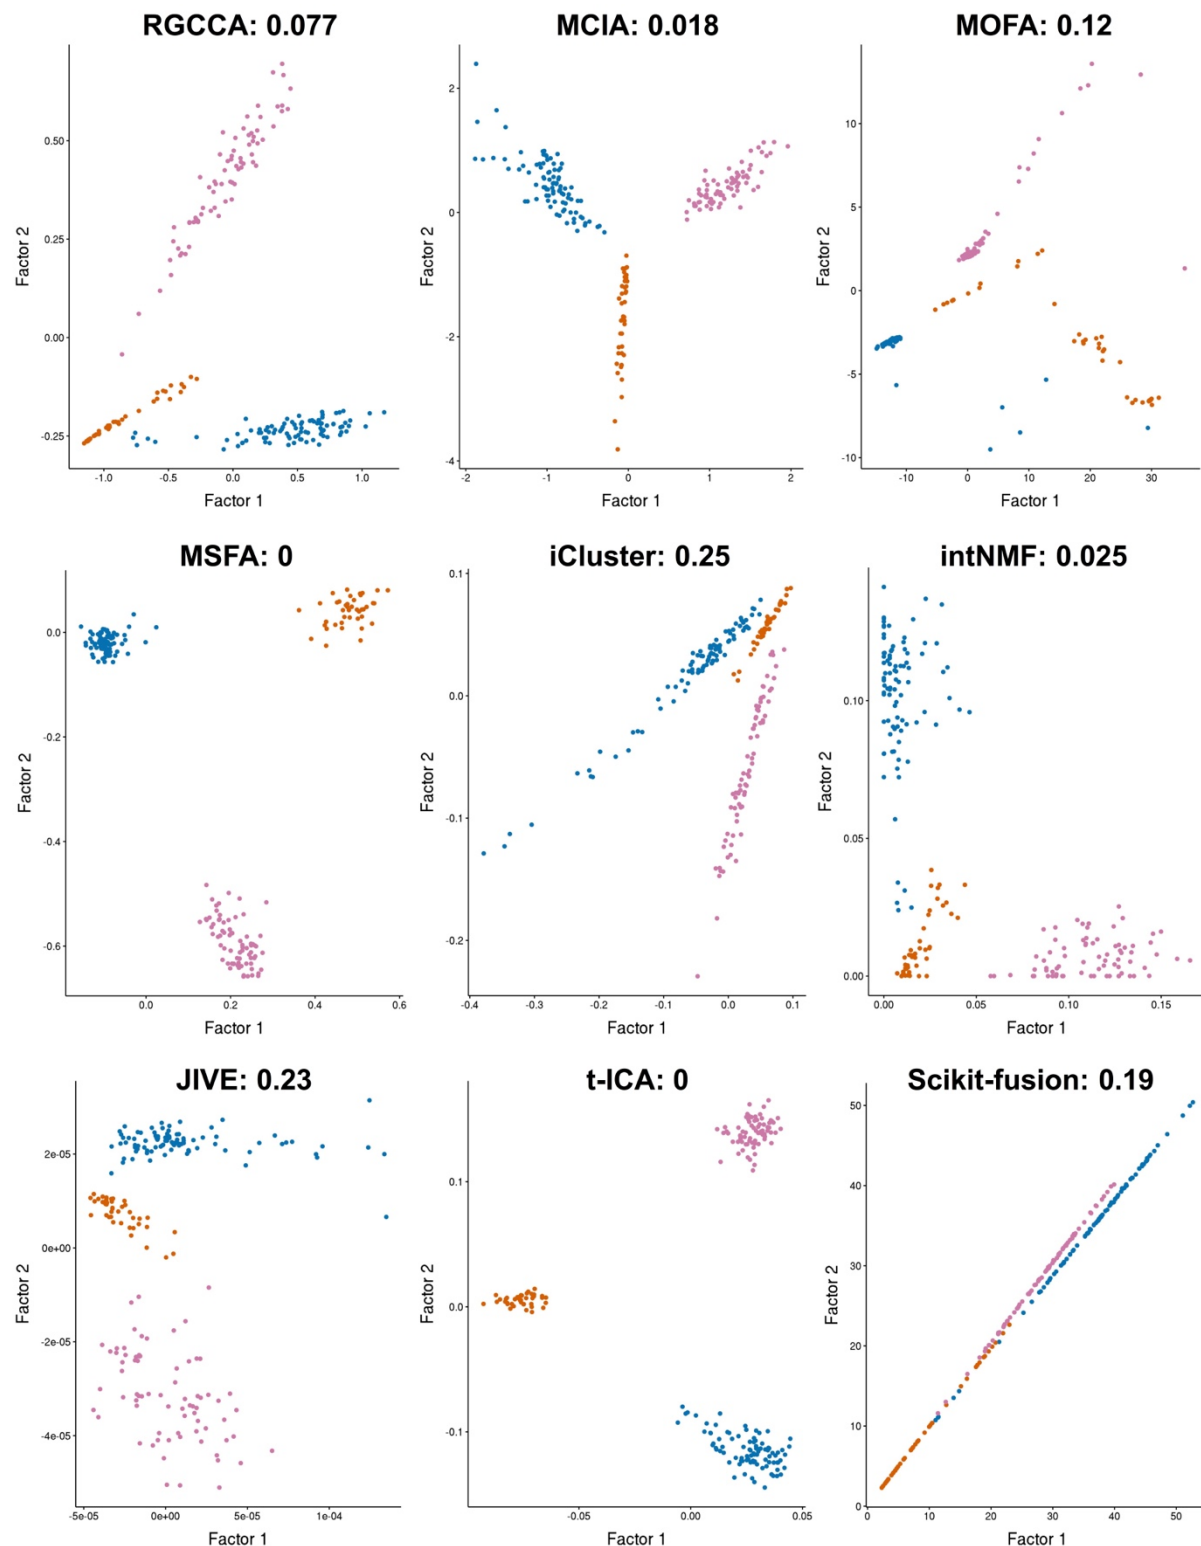 RGCCA: 0.077
MCIA: 0.018
MOFA: 0.12
0.50
0.25
0.00
-0.25
Factor 2
-1.0 -0.5 0.0 0.5 1.0
Factor 1
2
0
-2
-4
Factor 2
-2 -1 0 1 2
Factor 1
10
5
0
-5
-10
Factor 2
-10 0 10 20 30
Factor 1
MSFA: 0
iCluster: 0.25
intNMF: 0.025
0.0
-0.2
-0.4
-0.6
Factor 2
0.0 0.2 0.4 0.6
Factor 1
0.1
0.0
-0.1
-0.2
Factor 2
-0.4 -0.3 -0.2 -0.1 0.0 0.1
Factor 1
0.10
0.05
0.00
Factor 2
0.00 0.05 0.10 0.15
Factor 1
JIVE: 0.23
t-ICA: 0
Scikit-fusion: 0.19
2e-05
0e+00
-2e-05
-4e-05
Factor 2
-5e-05 0e+00 5e-05 1e-04
Factor 1
0.1
0.0
-0.1
Factor 2
-0.05 0.00 0.05
Factor 1
50
40
30
20
10
0
Factor 2
0 10 20 30 40 50
Factor 1